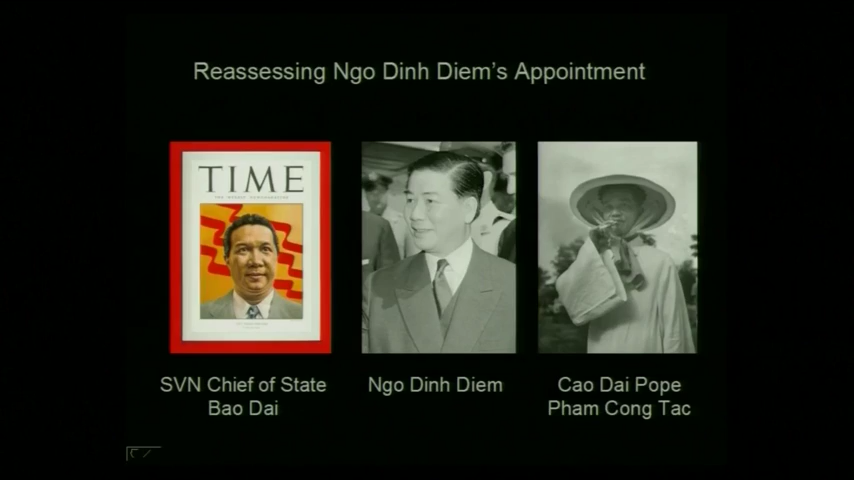 Reassessing Ngo Dinh Diem's Appointment
TIME
SVN Chief of State
Bao Dai
Ngo Dinh Diem
Cao Dai Pope
Pham Cong Tac